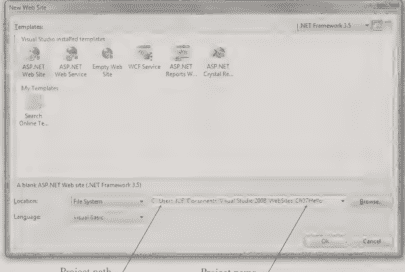 New Web Site
Templates:
.NET Framework 3.5
Visual Studio installed templates
ASP.NET Web Site
ASP.NET Web Service
Empty Web Site
WCF Service
ASP.NET Reports W...
ASP.NET Crystal Re...
My Templates
Search Online Te...
A blank ASP.NET Web site (.NET Framework 3.5)
Location:
File System
Browse...
Language:
Visual Basic
OK
Cancel
Project path
Project name